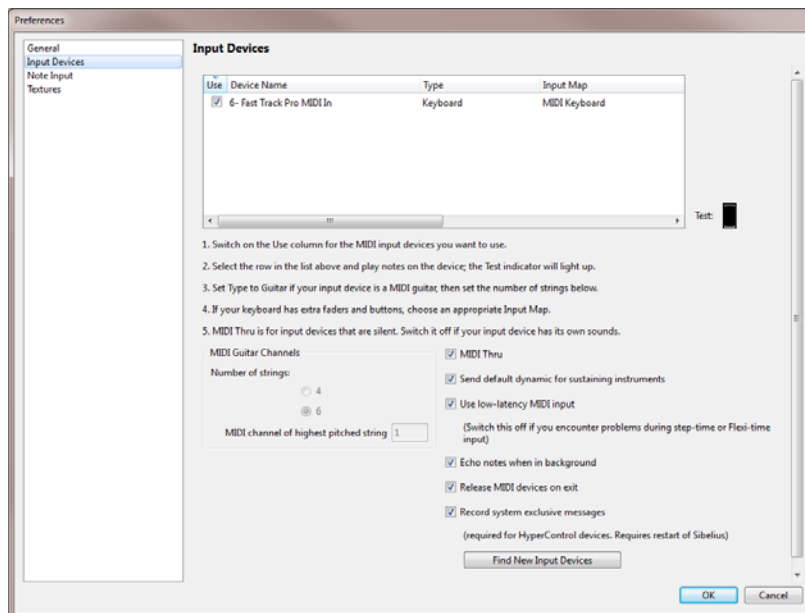 Preferences
General
Input Devices
Note Input
Textures
Input Devices
Use Device Name Type Input Map
6- Fast Track Pro MIDI In Keyboard MIDI Keyboard
Test:
1. Switch on the Use column for the MIDI input devices you want to use.
2. Select the row in the list above and play notes on the device; the Test indicator will light up.
3. Set Type to Guitar if your input device is a MIDI guitar, then set the number of strings below.
4. If your keyboard has extra faders and buttons, choose an appropriate Input Map.
5. MIDI Thru is for input devices that are silent. Switch it off if your input device has its own sounds.
MIDI Guitar Channels
Number of strings:
4
6
MIDI channel of highest pitched string 1
MIDI Thru
Send default dynamic for sustaining instruments
Use low-latency MIDI input
(Switch this off if you encounter problems during step-time or Flexi-time
input)
Echo notes when in background
Release MIDI devices on exit
Record system exclusive messages
(required for HyperControl devices. Requires restart of Sibelius)
Find New Input Devices
OK Cancel